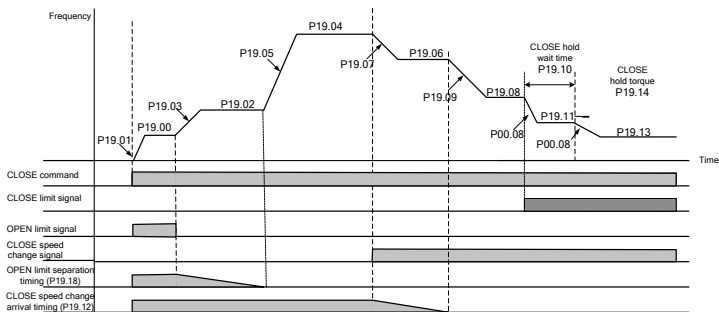 Frequency
P19.04
P19.05
P19.07
P19.06
CLOSE hold
wait time
P19.10
CLOSE
hold torque
P19.14
P19.03
P19.02
P19.09
P19.08
P19.01
P19.00
P00.08
P19.11
P00.08
P19.13
Time
CLOSE command
CLOSE limit signal
OPEN limit signal
CLOSE speed
change signal
OPEN limit separation
timing (P19.18)
CLOSE speed change
arrival timing (P19.12)